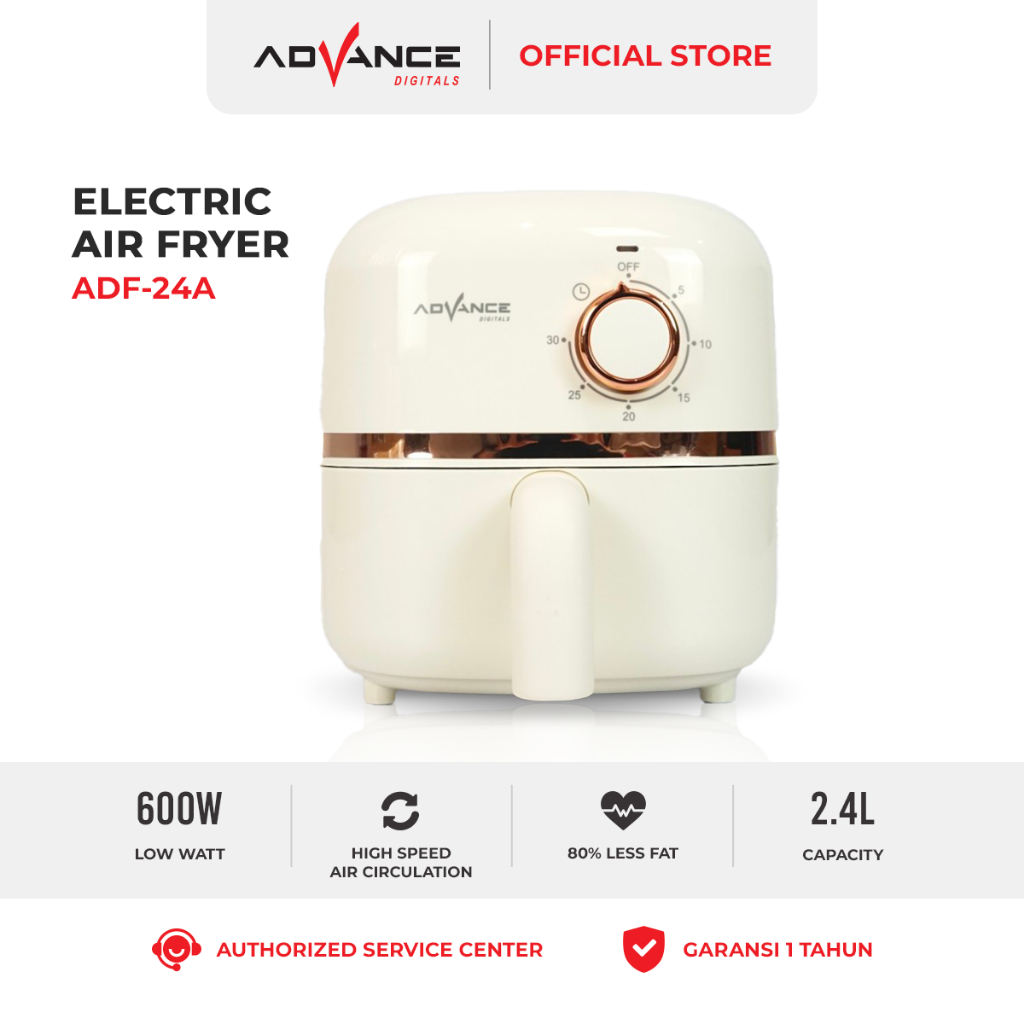 ADVANCE
DIGITALS
OFFICIAL STORE
ELECTRIC
AIR FRYER
ADF-24A
OFF
5
ADVANCE
DIGITALS
30
10
25
15
20
600W
LOW WATT
HIGH SPEED
AIR CIRCULATION
80% LESS FAT
2.4L
CAPACITY
AUTHORIZED SERVICE CENTER
GARANSI 1 TAHUN